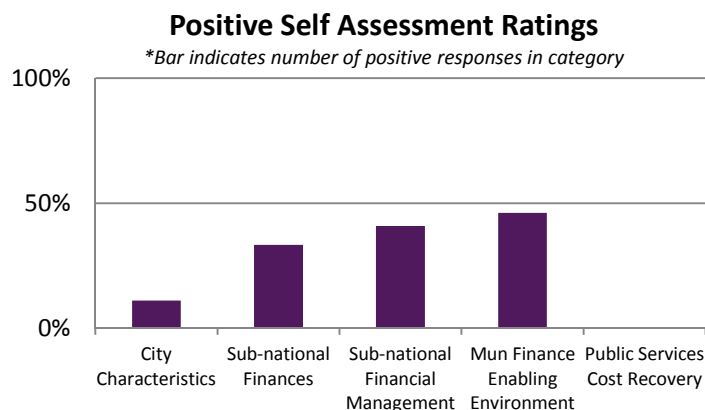 Positive Self Assessment Ratings
*Bar indicates number of positive responses in category
100%
50%
0%
City
Characteristics
Sub-national
Finances
Sub-national
Financial
Management
Mun Finance
Enabling
Environment
Public Services
Cost Recovery